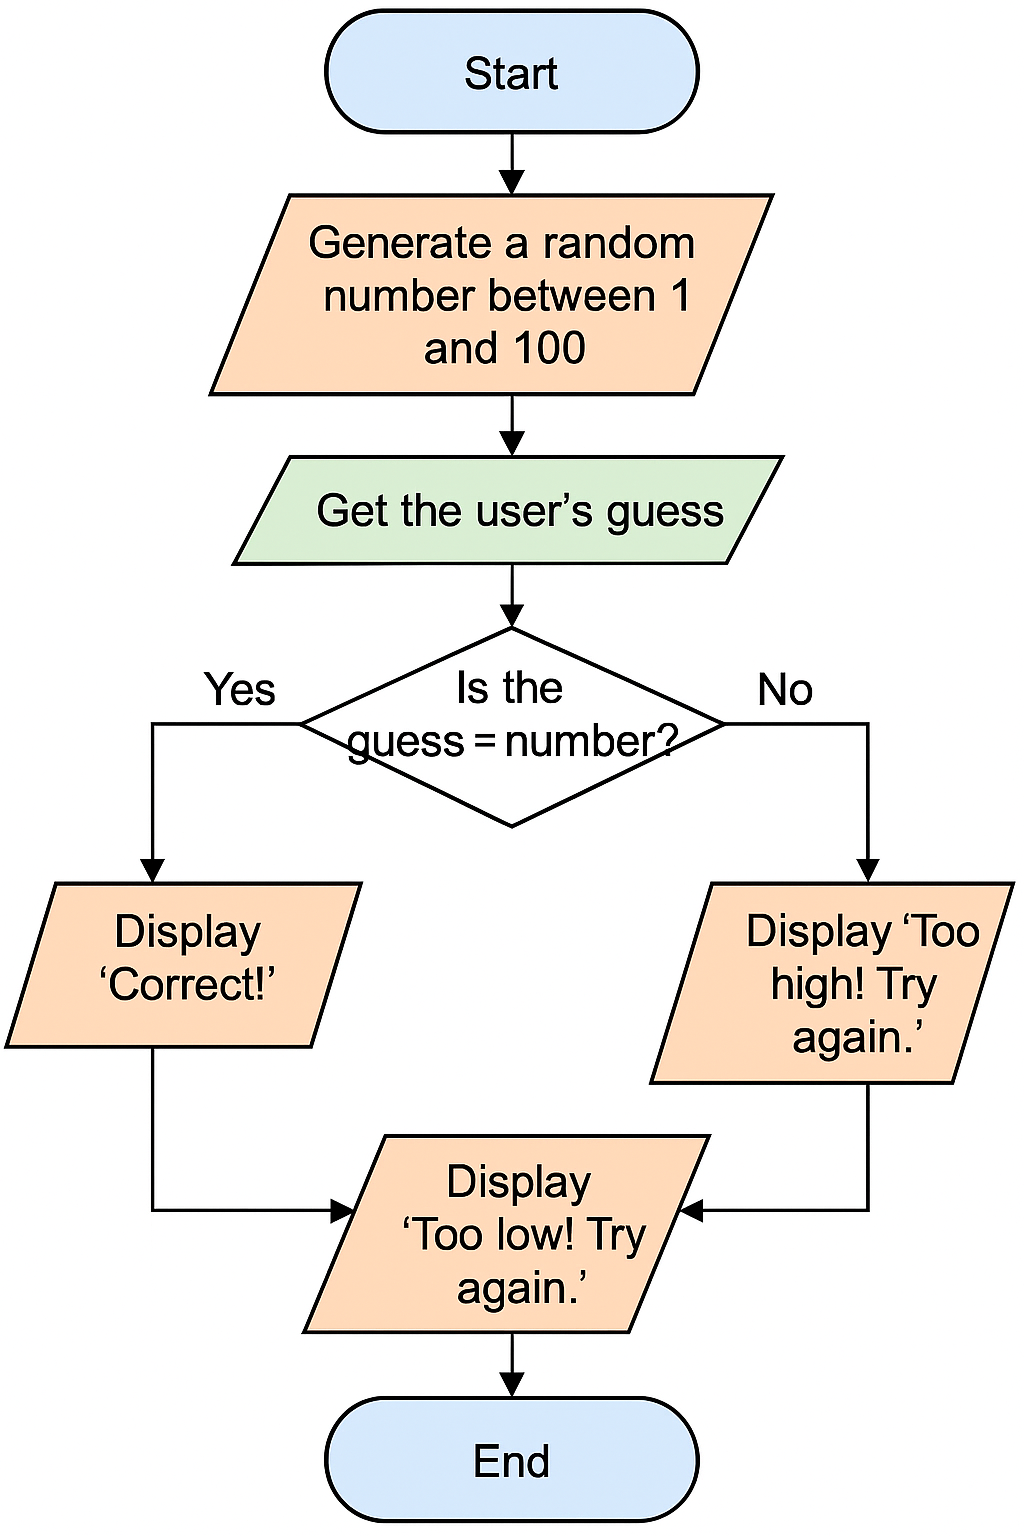 Start
Generate a random
number between 1
and 100
Get the user’s guess
Is the
guess = number?
Yes
No
Display
‘Correct!’
Display ‘Too
high! Try
again.’
Display
‘Too low! Try
again.’
End